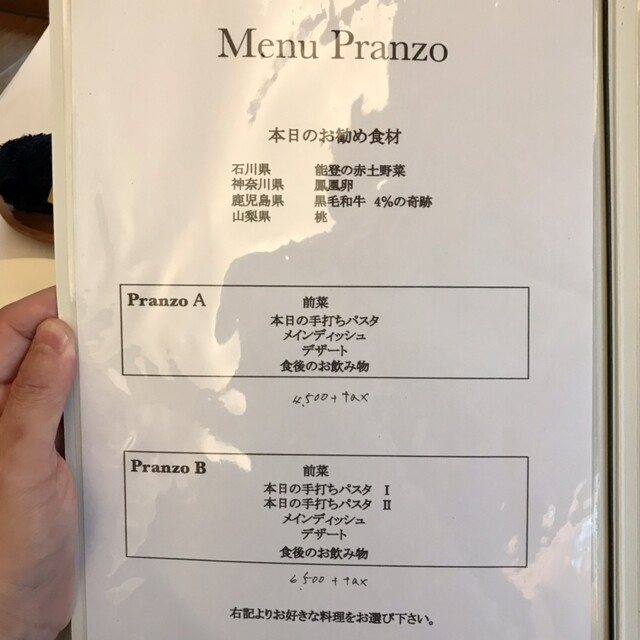 Menu Pranzo
本日のお勧め食材
石川県 能登の赤土野菜
神奈川県 鳳凰卵
鹿児島県 黒毛和牛 4%の奇跡
山梨県 桃
Pranzo A 前菜
本日の手打ちパスタ
メインディッシュ
デザート
食後のお飲み物
4,500 + tax
Pranzo B 前菜
本日の手打ちパスタ Ⅰ
本日の手打ちパスタ Ⅱ
メインディッシュ
デザート
食後のお飲み物
6,500 + tax
右記よりお好きな料理をお選び下さい。